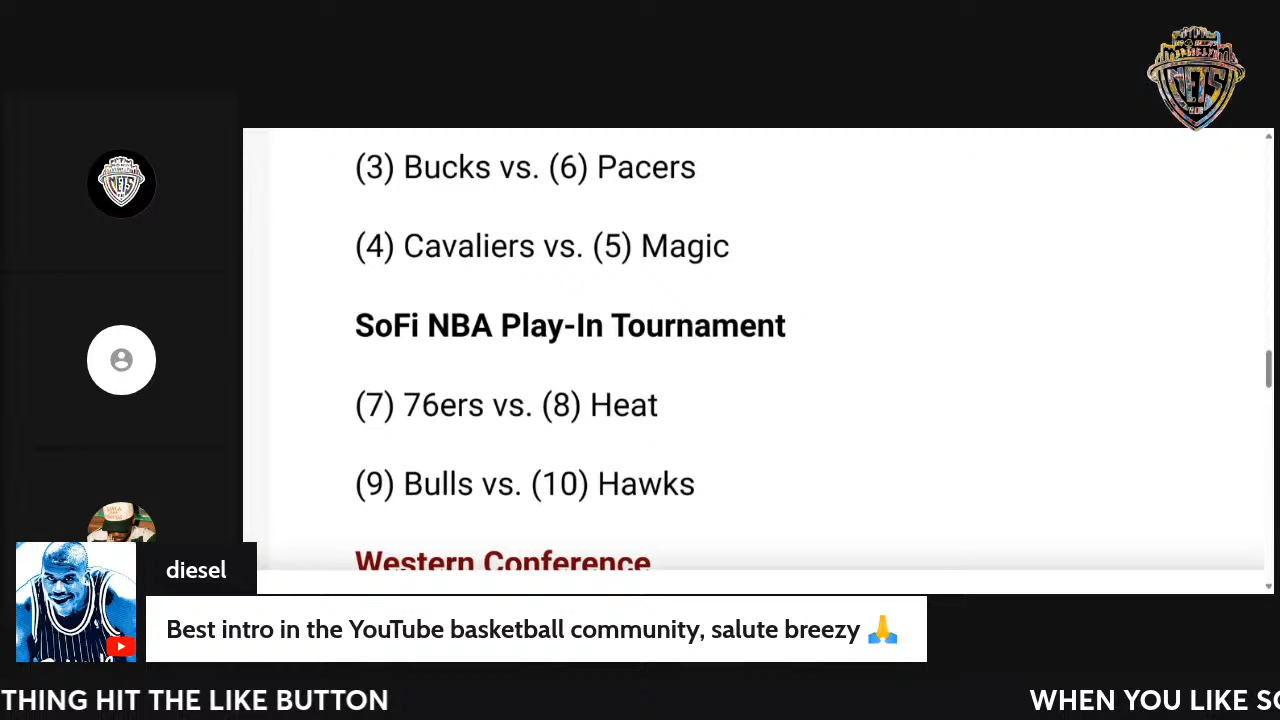 (3) Bucks vs. (6) Pacers
(4) Cavaliers vs. (5) Magic
SoFi NBA Play-In Tournament
(7) 76ers vs. (8) Heat
(9) Bulls vs. (10) Hawks
Western Conference
diesel
Best intro in the YouTube basketball community, salute breezy 🙏
THING HIT THE LIKE BUTTON
WHEN YOU LIKE